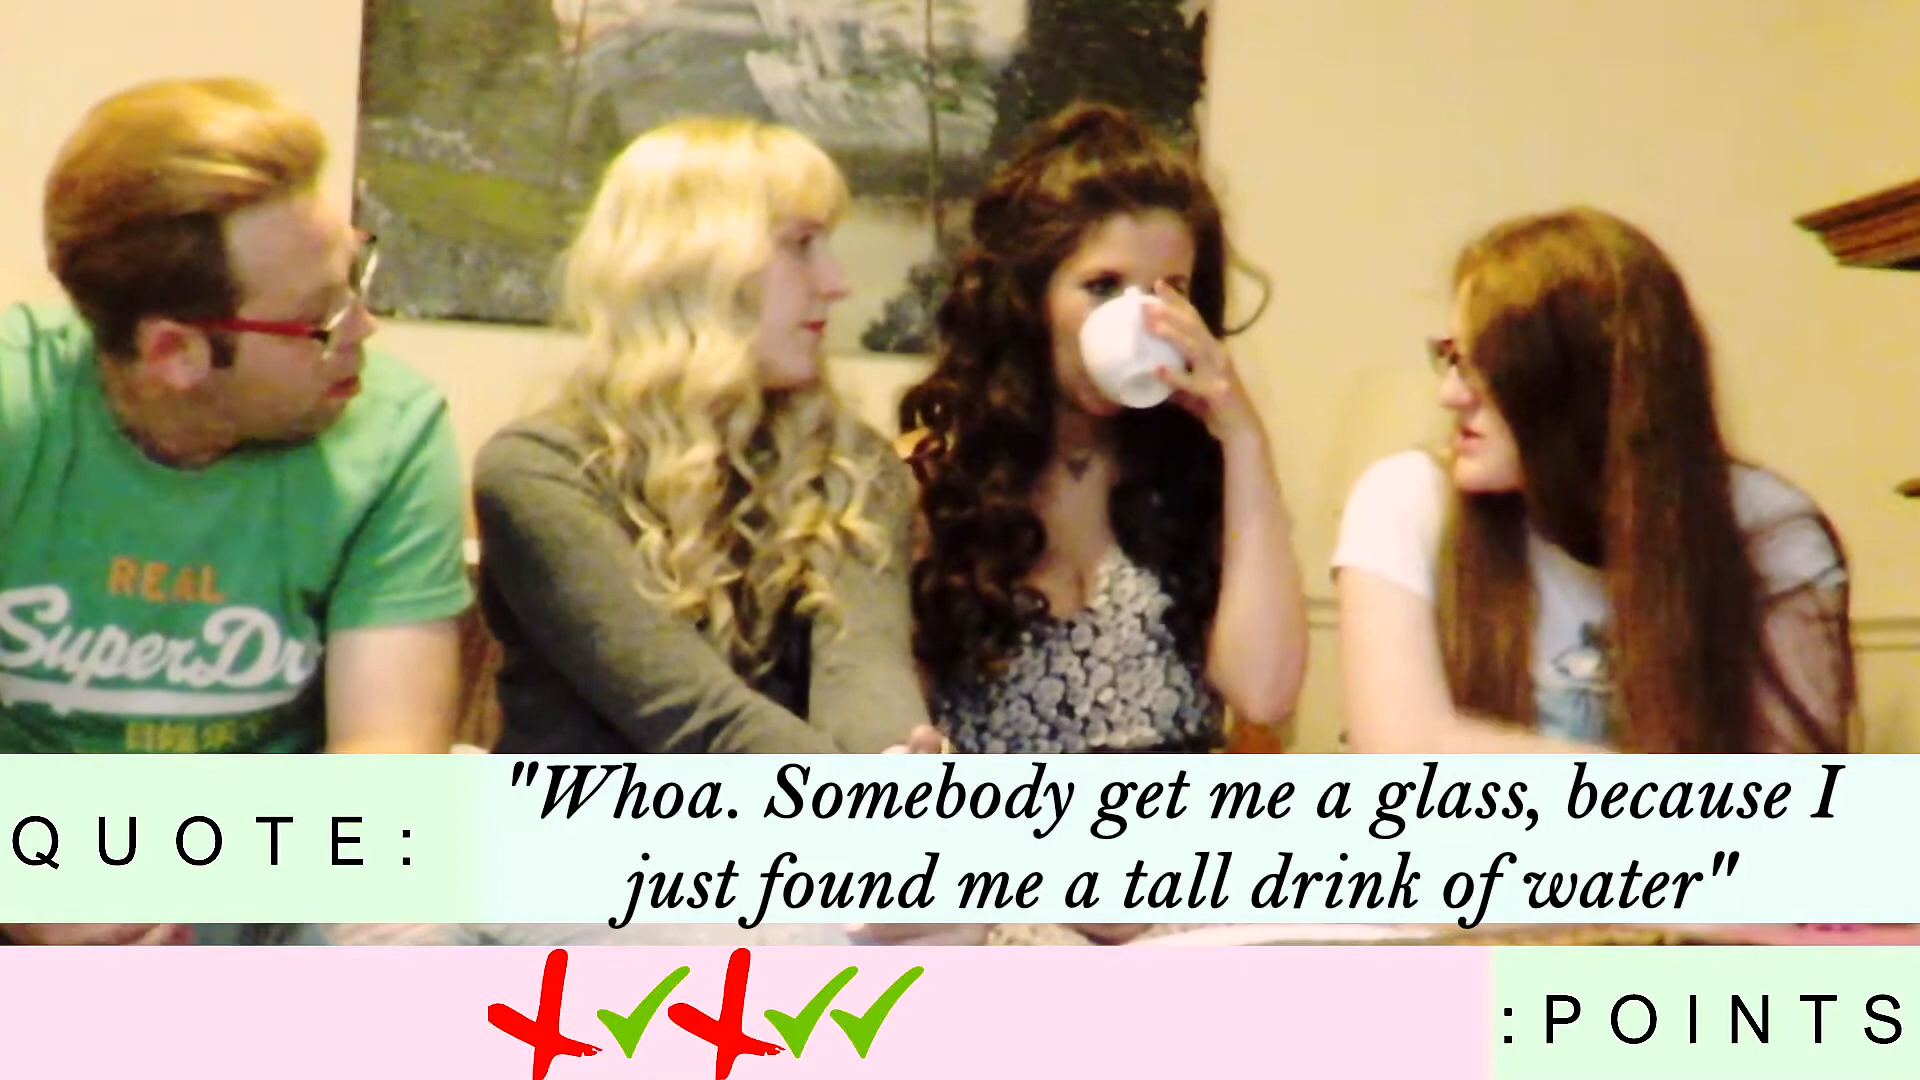 REAL
SuperDr
QUOTE:
"Whoa. Somebody get me a glass, because I
just found me a tall drink of water"
:POINTS